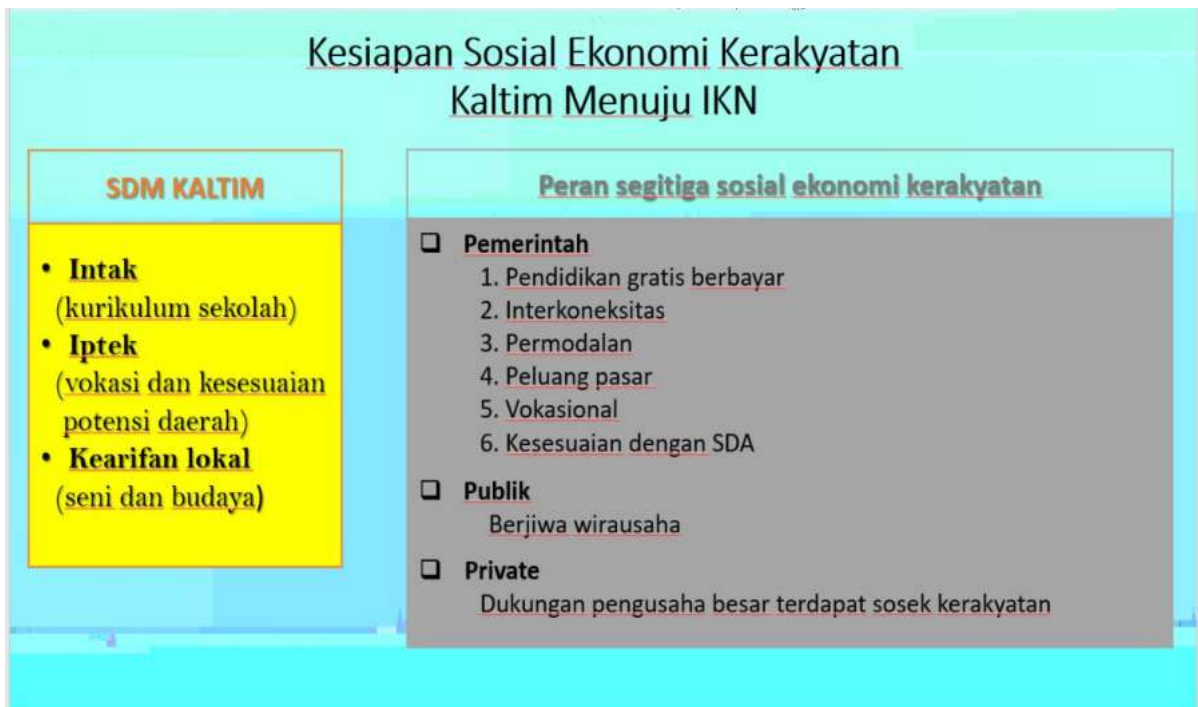 Kesiapan Sosial Ekonomi Kerakyatan
Kaltim Menuju IKN
SDM KALTIM
• Intak
(kurikulum sekolah)
• Iptek
(vokasi dan kesesuaian
potensi daerah)
• Kearifan lokal
(seni dan budaya)
Peran segitiga sosial ekonomi kerakyatan
❑ Pemerintah
1. Pendidikan gratis berbayar
2. Interkoneksitas
3. Permodalan
4. Peluang pasar
5. Vokasional
6. Kesesuaian dengan SDA
❑ Publik
Berjiwa wirausaha
❑ Private
Dukungan pengusaha besar terdapat sosek kerakyatan